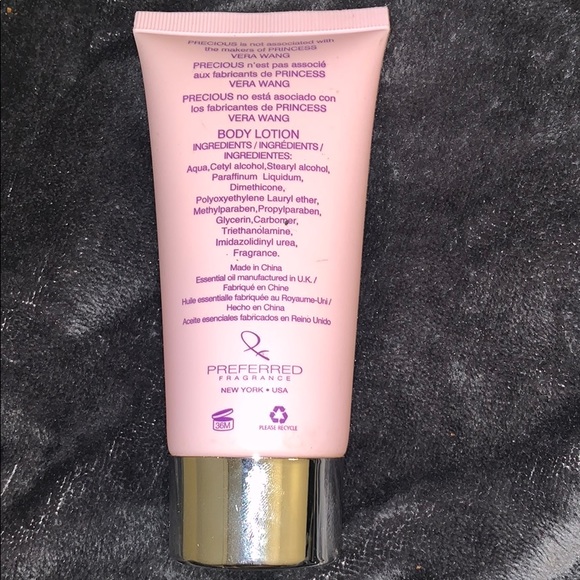 PRECIOUS is not associated with
the makers of PRINCESS
VERA WANG
PRECIOUS n'est pas associé
aux fabricants de PRINCESS
VERA WANG
PRECIOUS no está asociado con
los fabricantes de PRINCESS
VERA WANG
BODY LOTION
INGREDIENTS / INGRÉDIENTS /
INGREDIENTES:
Aqua,Cetyl alcohol,Stearyl alcohol,
Paraffinum Liquidum,
Dimethicone,
Polyoxyethylene Lauryl ether,
Methylparaben,Propylparaben,
Glycerin,Carbomer,
Triethanolamine,
Imidazolidinyl urea,
Fragrance.
Made in China
Essential oil manufactured in U.K./
Fabriqué en Chine
Huile essentielle fabriquée au Royaume-Uni/
Hecho en China
Aceite esenciales fabricados en Reino Unido
PREFERRED
FRAGRANCE
NEW YORK • USA
36M
PLEASE RECYCLE